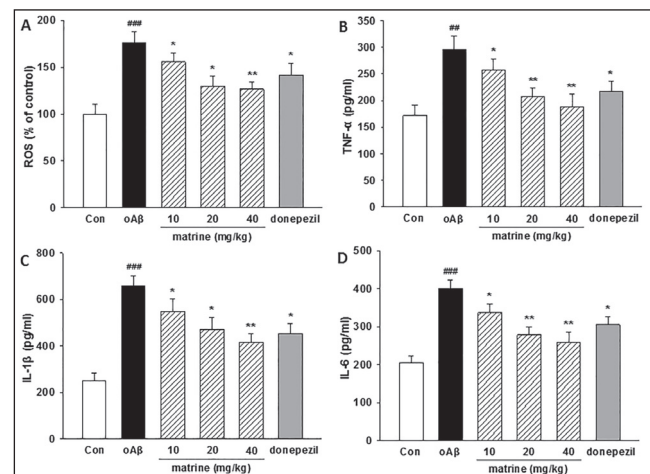 A
B
ROS (% of control)
200
150
100
50
0
###
*
*
**
*
Con oAβ 10 20 40 donepezil
matrine (mg/kg)
TNF-α (pg/ml)
350
300
250
200
150
100
50
0
##
*
**
**
*
Con oAβ 10 20 40 donepezil
matrine (mg/kg)
C
D
IL-1β (pg/ml)
800
600
400
200
0
###
*
*
**
*
Con oAβ 10 20 40 donepezil
matrine (mg/kg)
IL-6 (pg/ml)
500
400
300
200
100
0
###
*
**
**
*
Con oAβ 10 20 40 donepezil
matrine (mg/kg)